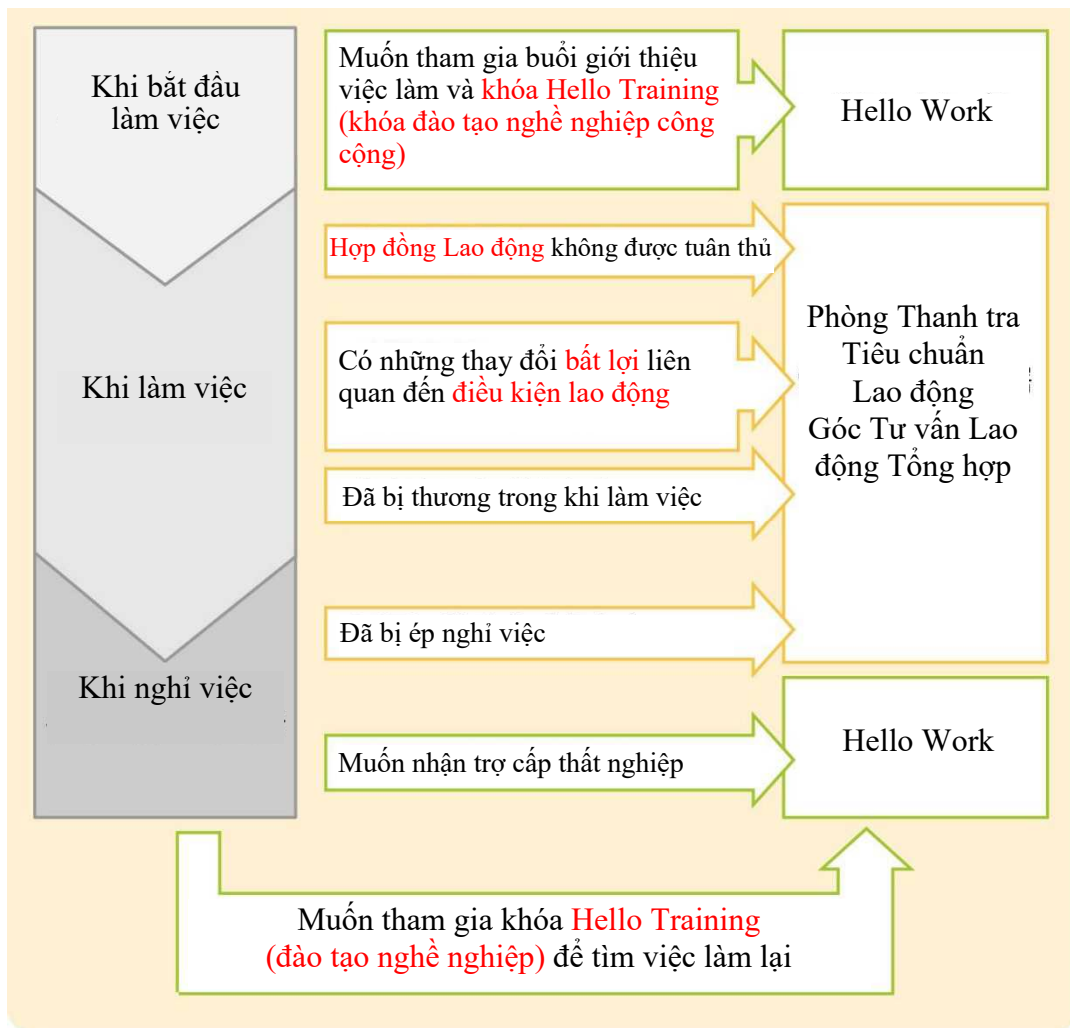 Khi bắt đầu
làm việc
Muốn tham gia buổi giới thiệu
việc làm và khóa Hello Training
(khóa đào tạo nghề nghiệp công
cộng)
Hello Work
Hợp đồng Lao động không được tuân thủ
Khi làm việc
Có những thay đổi bất lợi liên
quan đến điều kiện lao động
Phòng Thanh tra
Tiêu chuẩn
Lao động
Góc Tư vấn Lao
động Tổng hợp
Đã bị thương trong khi làm việc
Đã bị ép nghỉ việc
Khi nghỉ việc
Muốn nhận trợ cấp thất nghiệp
Hello Work
Muốn tham gia khóa Hello Training
(đào tạo nghề nghiệp) để tìm việc làm lại